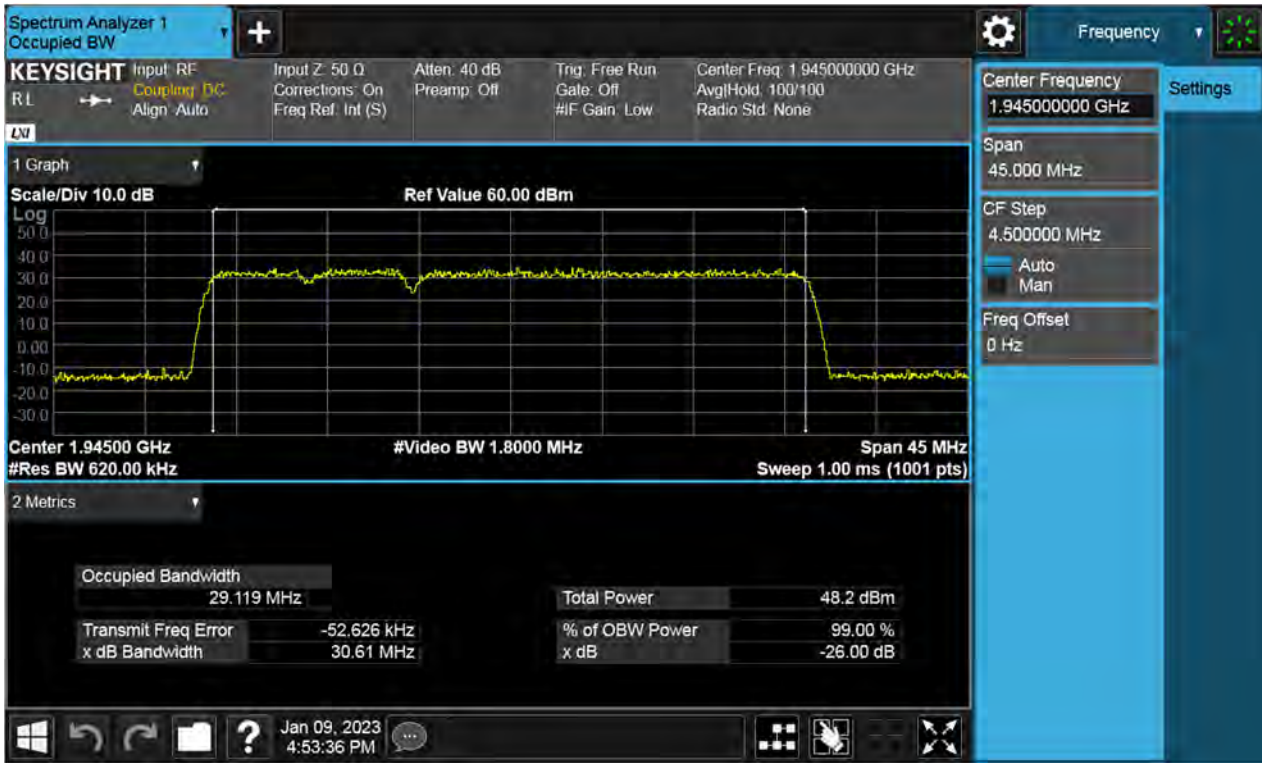 Spectrum Analyzer 1
Occupied BW
+
Frequency
KEYSIGHT
R L
LXI
Input: RF
Coupling: DC
Align: Auto
Input Z: 50 Ω
Corrections: On
Freq Ref: Int (S)
Atten: 40 dB
Preamp: Off
Trig: Free Run
Gate: Off
#IF Gain: Low
Center Freq: 1.945000000 GHz
Avg|Hold: 100/100
Radio Std: None
Center Frequency
1.945000000 GHz
Settings
Span
45.000 MHz
CF Step
4.500000 MHz
Auto
Man
Freq Offset
0 Hz
1 Graph
Scale/Div 10.0 dB
Ref Value 60.00 dBm
Log
50.0
40.0
30.0
20.0
10.0
0.00
-10.0
-20.0
-30.0
Center 1.94500 GHz
#Video BW 1.8000 MHz
Span 45 MHz
#Res BW 620.00 kHz
Sweep 1.00 ms (1001 pts)
2 Metrics
Occupied Bandwidth
29.119 MHz
Total Power 48.2 dBm
Transmit Freq Error -52.626 kHz
% of OBW Power 99.00 %
x dB Bandwidth 30.61 MHz
x dB -26.00 dB
?
Jan 09, 2023
4:53:36 PM